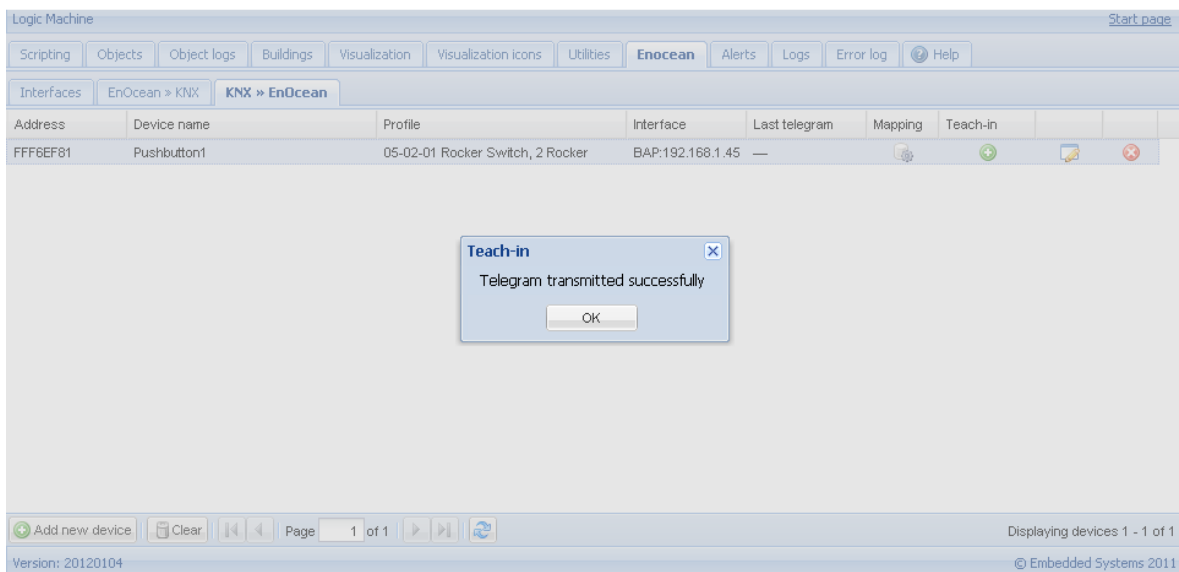 Logic Machine Start page
Scripting Objects Object logs Buildings Visualization Visualization icons Utilities Enocean Alerts Logs Error log Help
Interfaces EnOcean » KNX KNX » EnOcean
Address Device name Profile Interface Last telegram Mapping Teach-in
FFF6EF81 Pushbutton1 05-02-01 Rocker Switch, 2 Rocker BAP:192.168.1.45 —
Teach-in
Telegram transmitted successfully
OK
Add new device Clear Page 1 of 1 Displaying devices 1 - 1 of 1
Version: 20120104 © Embedded Systems 2011